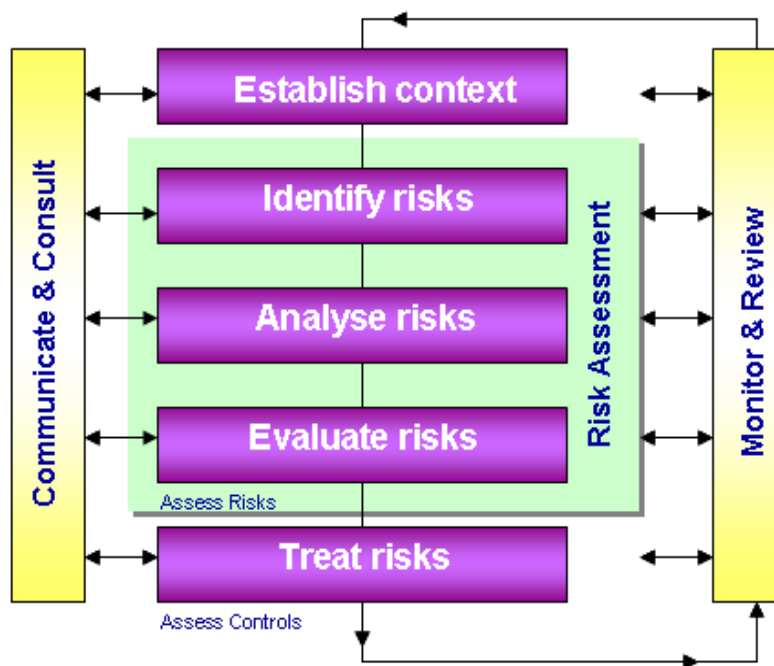 Establish context
Communicate & Consult
Identify risks
Analyse risks
Evaluate risks
Risk Assessment
Assess Risks
Monitor & Review
Treat risks
Assess Controls